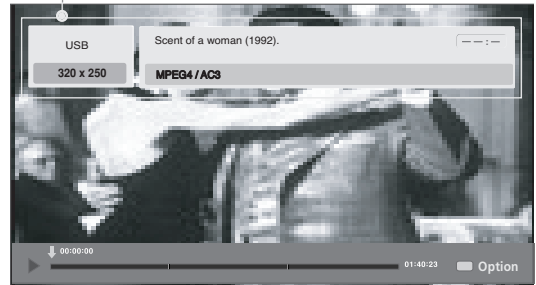 USB
320 x 250
Scent of a woman (1992).
– – : –
MPEG4 / AC3
00:00:00
01:40:23
Option